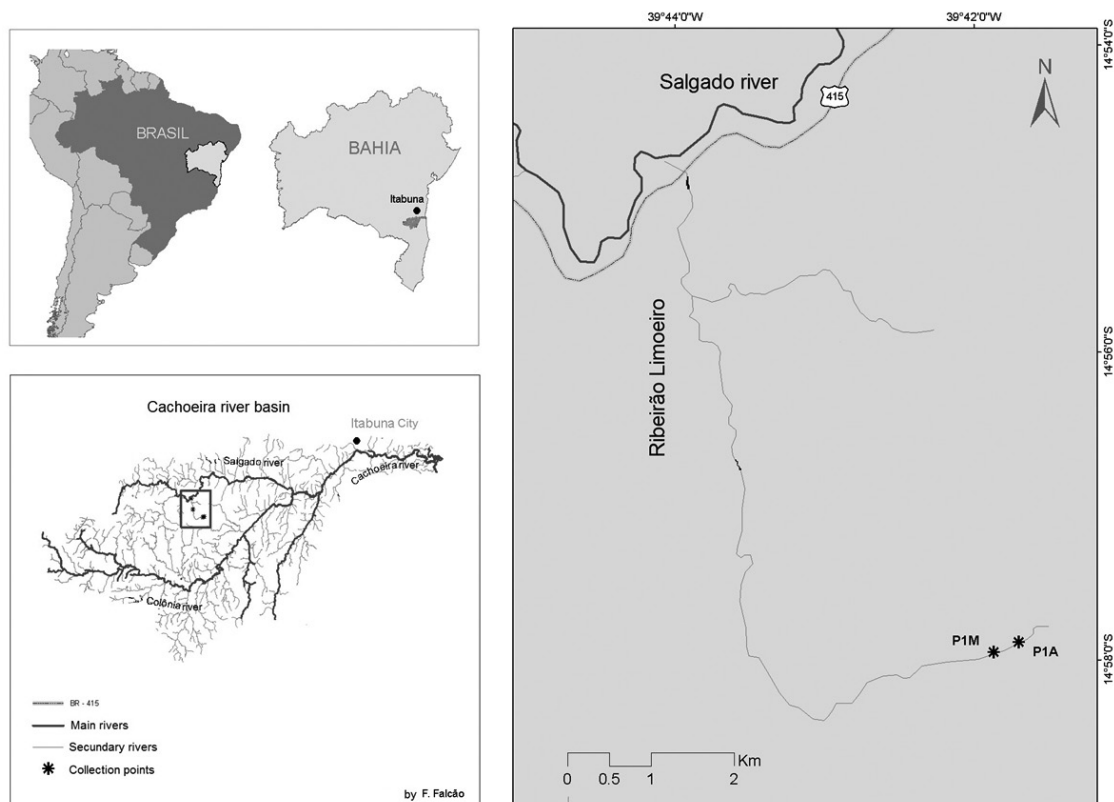 BRASIL
BAHIA
Itabuna
Cachoeira river basin
Itabuna City
Salgado river
Cachoeira river
Colônia river
BR - 415
Main rivers
Secundary rivers
Collection points
by F. Falcão
39°44'0"W
39°42'0"W
14°54'0"S
Salgado river
415
N
14°56'0"S
Ribeirão Limoeiro
P1M
P1A
14°58'0"S
Km
0 0.5 1 2